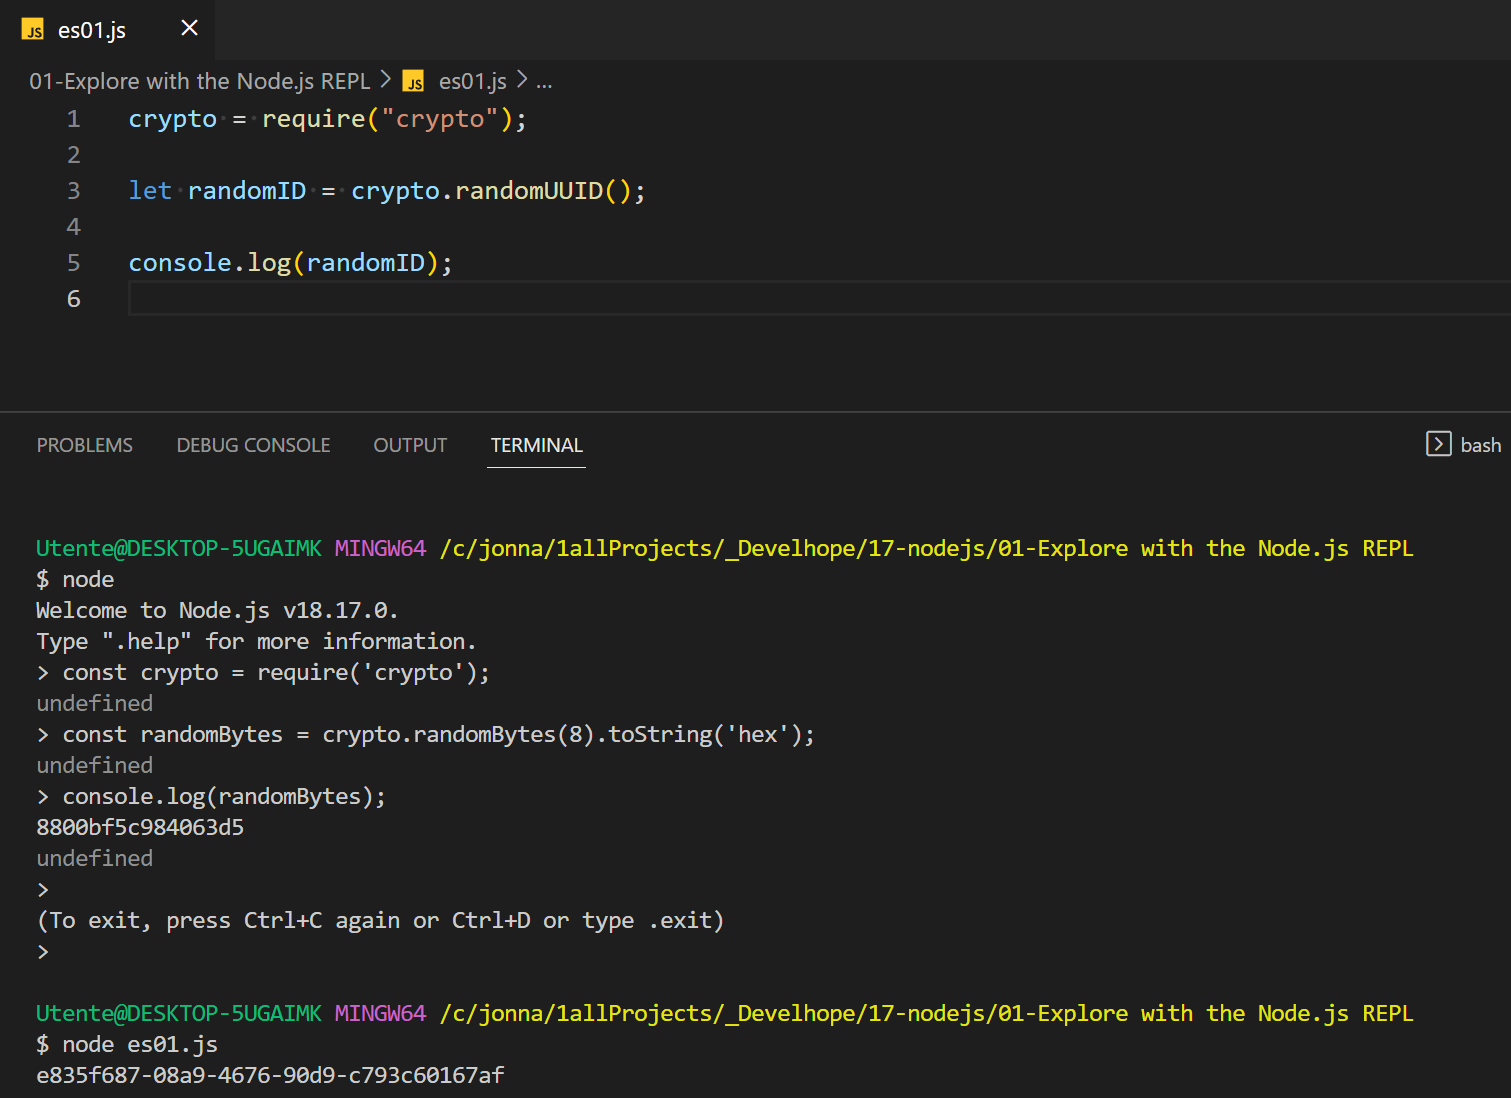 JS es01.js
01-Explore with the Node.js REPL > JS es01.js > ...
1 crypto = require("crypto");
2
3 let randomID = crypto.randomUUID();
4
5 console.log(randomID);
6
PROBLEMS DEBUG CONSOLE OUTPUT TERMINAL bash
Utente@DESKTOP-5UGAIMK MINGW64 /c/jonna/1allProjects/_Develhope/17-nodejs/01-Explore with the Node.js REPL
$ node
Welcome to Node.js v18.17.0.
Type ".help" for more information.
> const crypto = require('crypto');
undefined
> const randomBytes = crypto.randomBytes(8).toString('hex');
undefined
> console.log(randomBytes);
8800bf5c984063d5
undefined
>
(To exit, press Ctrl+C again or Ctrl+D or type .exit)
>
Utente@DESKTOP-5UGAIMK MINGW64 /c/jonna/1allProjects/_Develhope/17-nodejs/01-Explore with the Node.js REPL
$ node es01.js
e835f687-08a9-4676-90d9-c793c60167af